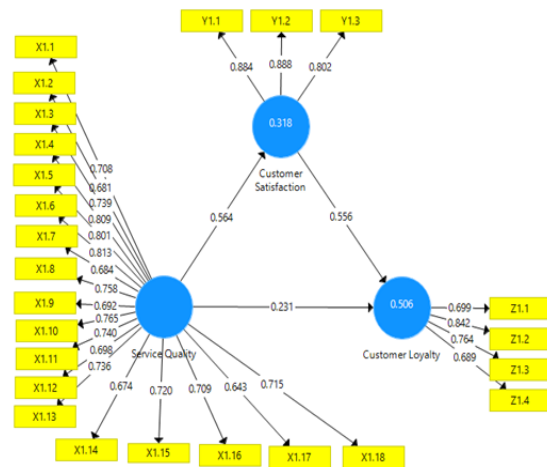 Y1.1
Y1.2
Y1.3
X1.1
X1.2
X1.3
X1.4
X1.5
X1.6
X1.7
X1.8
X1.9
X1.10
X1.11
X1.12
X1.13
0.884
0.888
0.802
0.318
Customer
Satisfaction
0.708
0.681
0.739
0.809
0.801
0.813
0.684
0.758
0.692
0.765
0.740
0.698
0.736
0.564
0.556
0.231
Service Quality
0.506
Customer Loyalty
0.699
0.842
0.764
0.689
Z1.1
Z1.2
Z1.3
Z1.4
0.674
0.720
0.709
0.643
0.715
X1.14
X1.15
X1.16
X1.17
X1.18